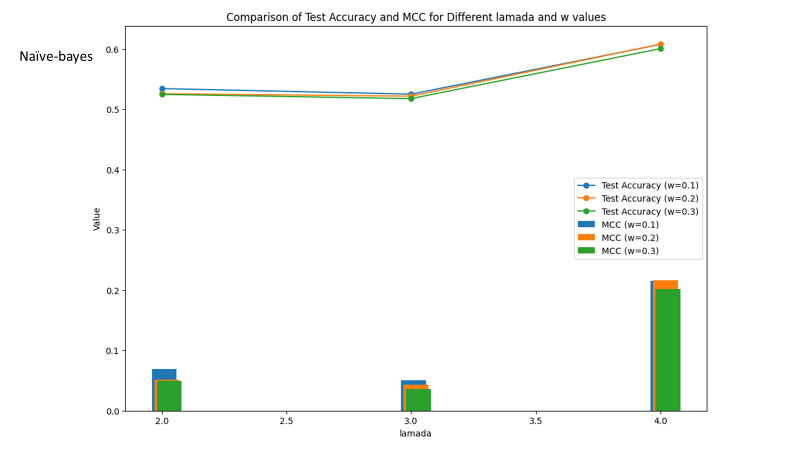 Comparison of Test Accuracy and MCC for Different lamada and w values
Naïve-bayes
0.6
0.5
0.4
0.3
0.2
0.1
0.0
Value
Test Accuracy (w=0.1)
Test Accuracy (w=0.2)
Test Accuracy (w=0.3)
MCC (w=0.1)
MCC (w=0.2)
MCC (w=0.3)
2.0 2.5 3.0 3.5 4.0
lamada